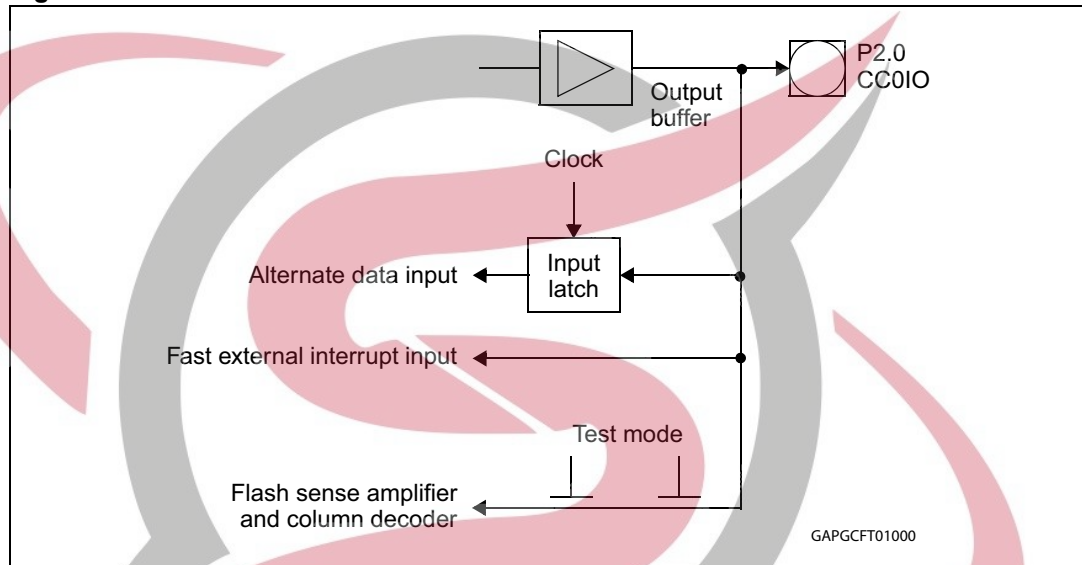 P2.0
CC0IO
Output
buffer
Clock
Alternate data input
Input
latch
Fast external interrupt input
Test mode
Flash sense amplifier
and column decoder
GAPGCFT01000